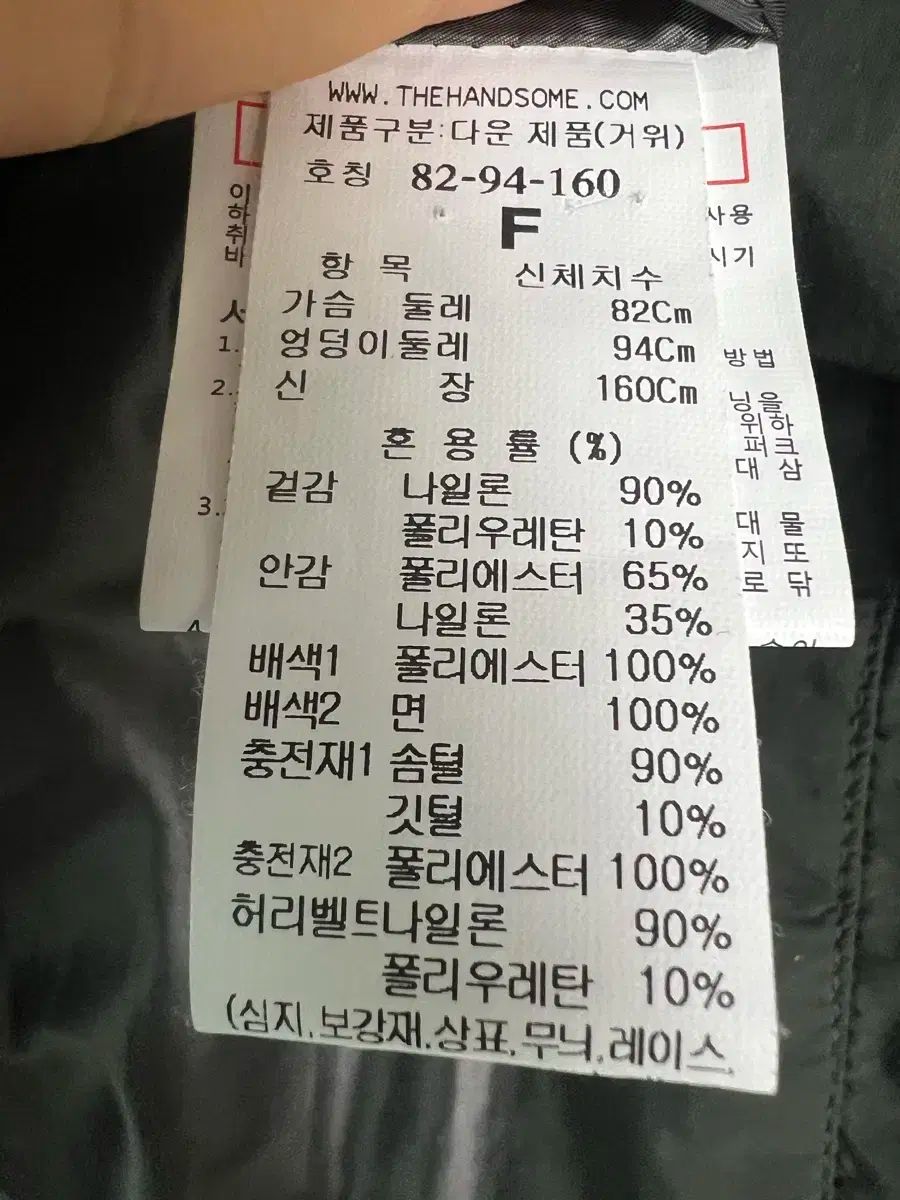 WWW.THEHANDSOME.COM
제품구분:다운 제품(거위)
호칭 82-94-160
F
항 목 신체치수
가슴 둘레 82Cm
엉덩이둘레 94Cm
신 장 160Cm
혼 용 률 (%)
겉감 나일론 90%
폴리우레탄 10%
안감 폴리에스터 65%
나일론 35%
배색1 폴리에스터 100%
배색2 면 100%
충전재1 솜털 90%
깃털 10%
충전재2 폴리에스터 100%
허리벨트나일론 90%
폴리우레탄 10%
(심지,보강재,상표,무늬,레이스,
이
하
취
바
1.
2.
3.
사용
시기
방법
닝을
위하
퍼크
대 삼
대 물
지 또
로 닦